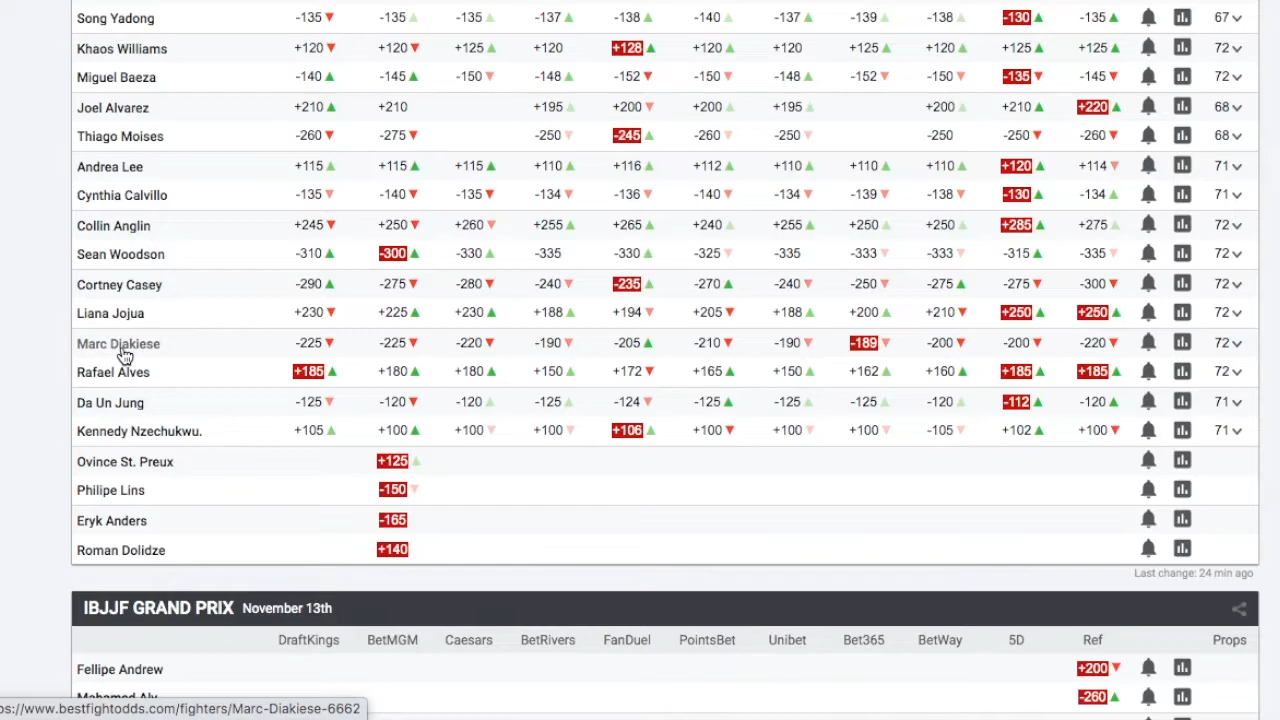 Song Yadong -135▼ -135▲ -135▲ -137▲ -138▲ -140▲ -137▲ -139▲ -138▲ -130▲ -135▲ 67
Khaos Williams +120▼ +120▼ +125▲ +120 +128▲ +120▲ +120 +125▲ +120▲ +125▲ +125▲ 72
Miguel Baeza -140▲ -145▲ -150▼ -148▲ -152▼ -150▼ -148▲ -152▼ -150▼ -135▼ -145▼ 72
Joel Alvarez +210▲ +210 +195▲ +200▼ +200▲ +195▲ +200▲ +210▲ +220▲ 68
Thiago Moises -260▼ -275▼ -250▼ -245▲ -260▼ -250▼ -250 -250▼ -260▼ 68
Andrea Lee +115▲ +115▲ +115▲ +110▲ +116▲ +112▲ +110▲ +110▲ +110▲ +120▲ +114▼ 71
Cynthia Calvillo -135▼ -140▼ -135▼ -134▼ -136▼ -140▼ -134▼ -139▼ -138▼ -130▲ -134▲ 71
Collin Anglin +245▼ +250▼ +260▼ +255▲ +265▲ +240▲ +255▲ +250▲ +250▲ +285▲ +275▲ 72
Sean Woodson -310▲ -300▲ -330▲ -335 -330▲ -325▼ -335 -333▼ -333▼ -315▲ -335▼ 72
Cortney Casey -290▲ -275▼ 280▼ -240▼ -235▲ -270▲ -240▼ -250▼ -275▲ -275▼ -300▼ 72
Liana Jojua +230▼ +225▲ +230▲ +188▲ +194▼ +205▼ +188▲ +200▲ +210▼ +250▲ +250▲ 72
Marc Diakiese -225▼ -225▼ -220▼ -190▼ -205▲ -210▼ -190▼ -189▼ -200▼ -200▼ -220▼ 72
Rafael Alves +185▲ +180▲ +180▲ +150▲ +172▼ +165▲ +150▲ +162▲ +160▲ +185▲ +185▲ 72
Da Un Jung -125▼ -120▼ -120▲ -125▲ -124▼ -125▲ -125▲ -125▲ -120▲ -112▲ -120▲ 71
Kennedy Nzechukwu. +105▲ +100▲ +100▼ +100▼ +106▲ +100▼ +100▼ +100▼ -105▼ +102▲ +100▼ 71
Ovince St. Preux +125▲
Philipe Lins -150▼
Eryk Anders -165
Roman Dolidze +140
Last change: 24 min ago
IBJJF GRAND PRIX November 13th
DraftKings BetMGM Caesars BetRivers FanDuel PointsBet Unibet Bet365 BetWay 5D Ref Props
Fellipe Andrew +200▼
Mahamed Aly -260▲
ps://www.bestfightodds.com/fighters/Marc-Diakiese-6662